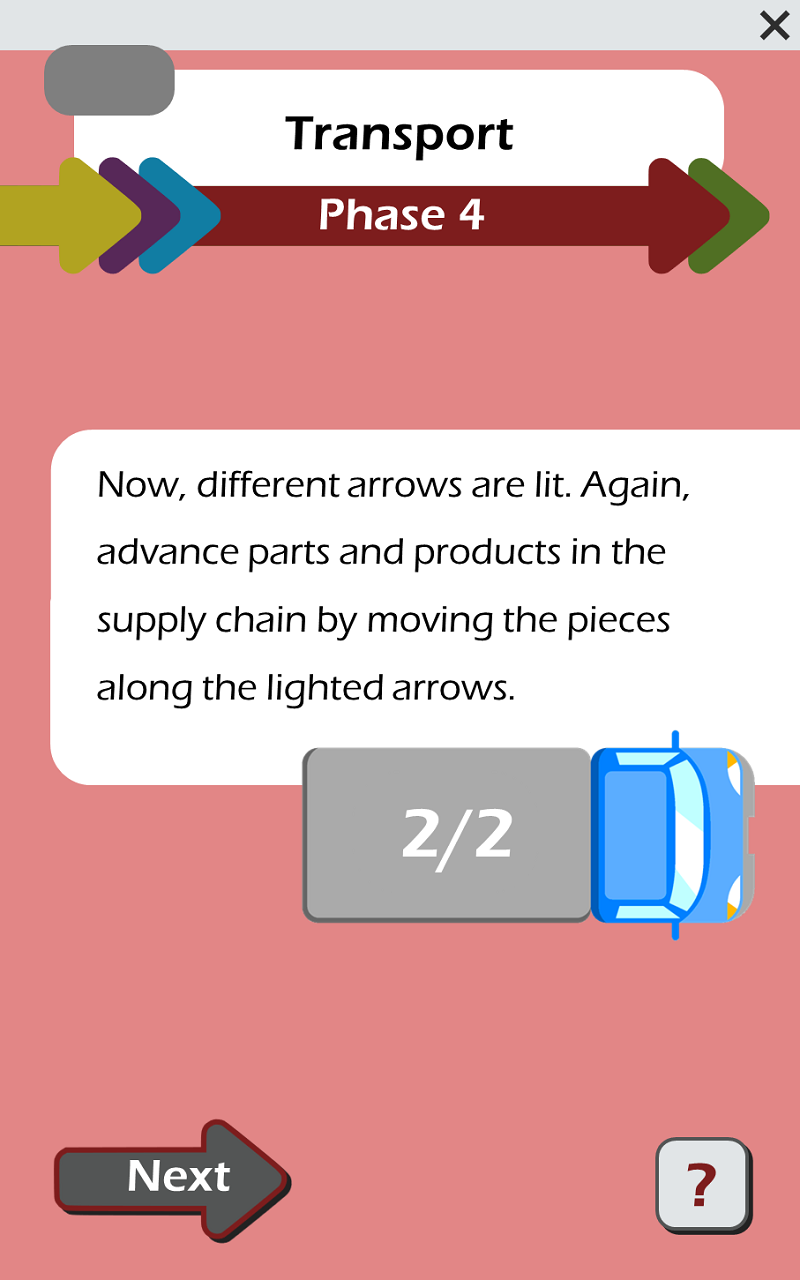 Transport
Phase 4
Now, different arrows are lit. Again,
advance parts and products in the
supply chain by moving the pieces
along the lighted arrows.
2/2
Next
?